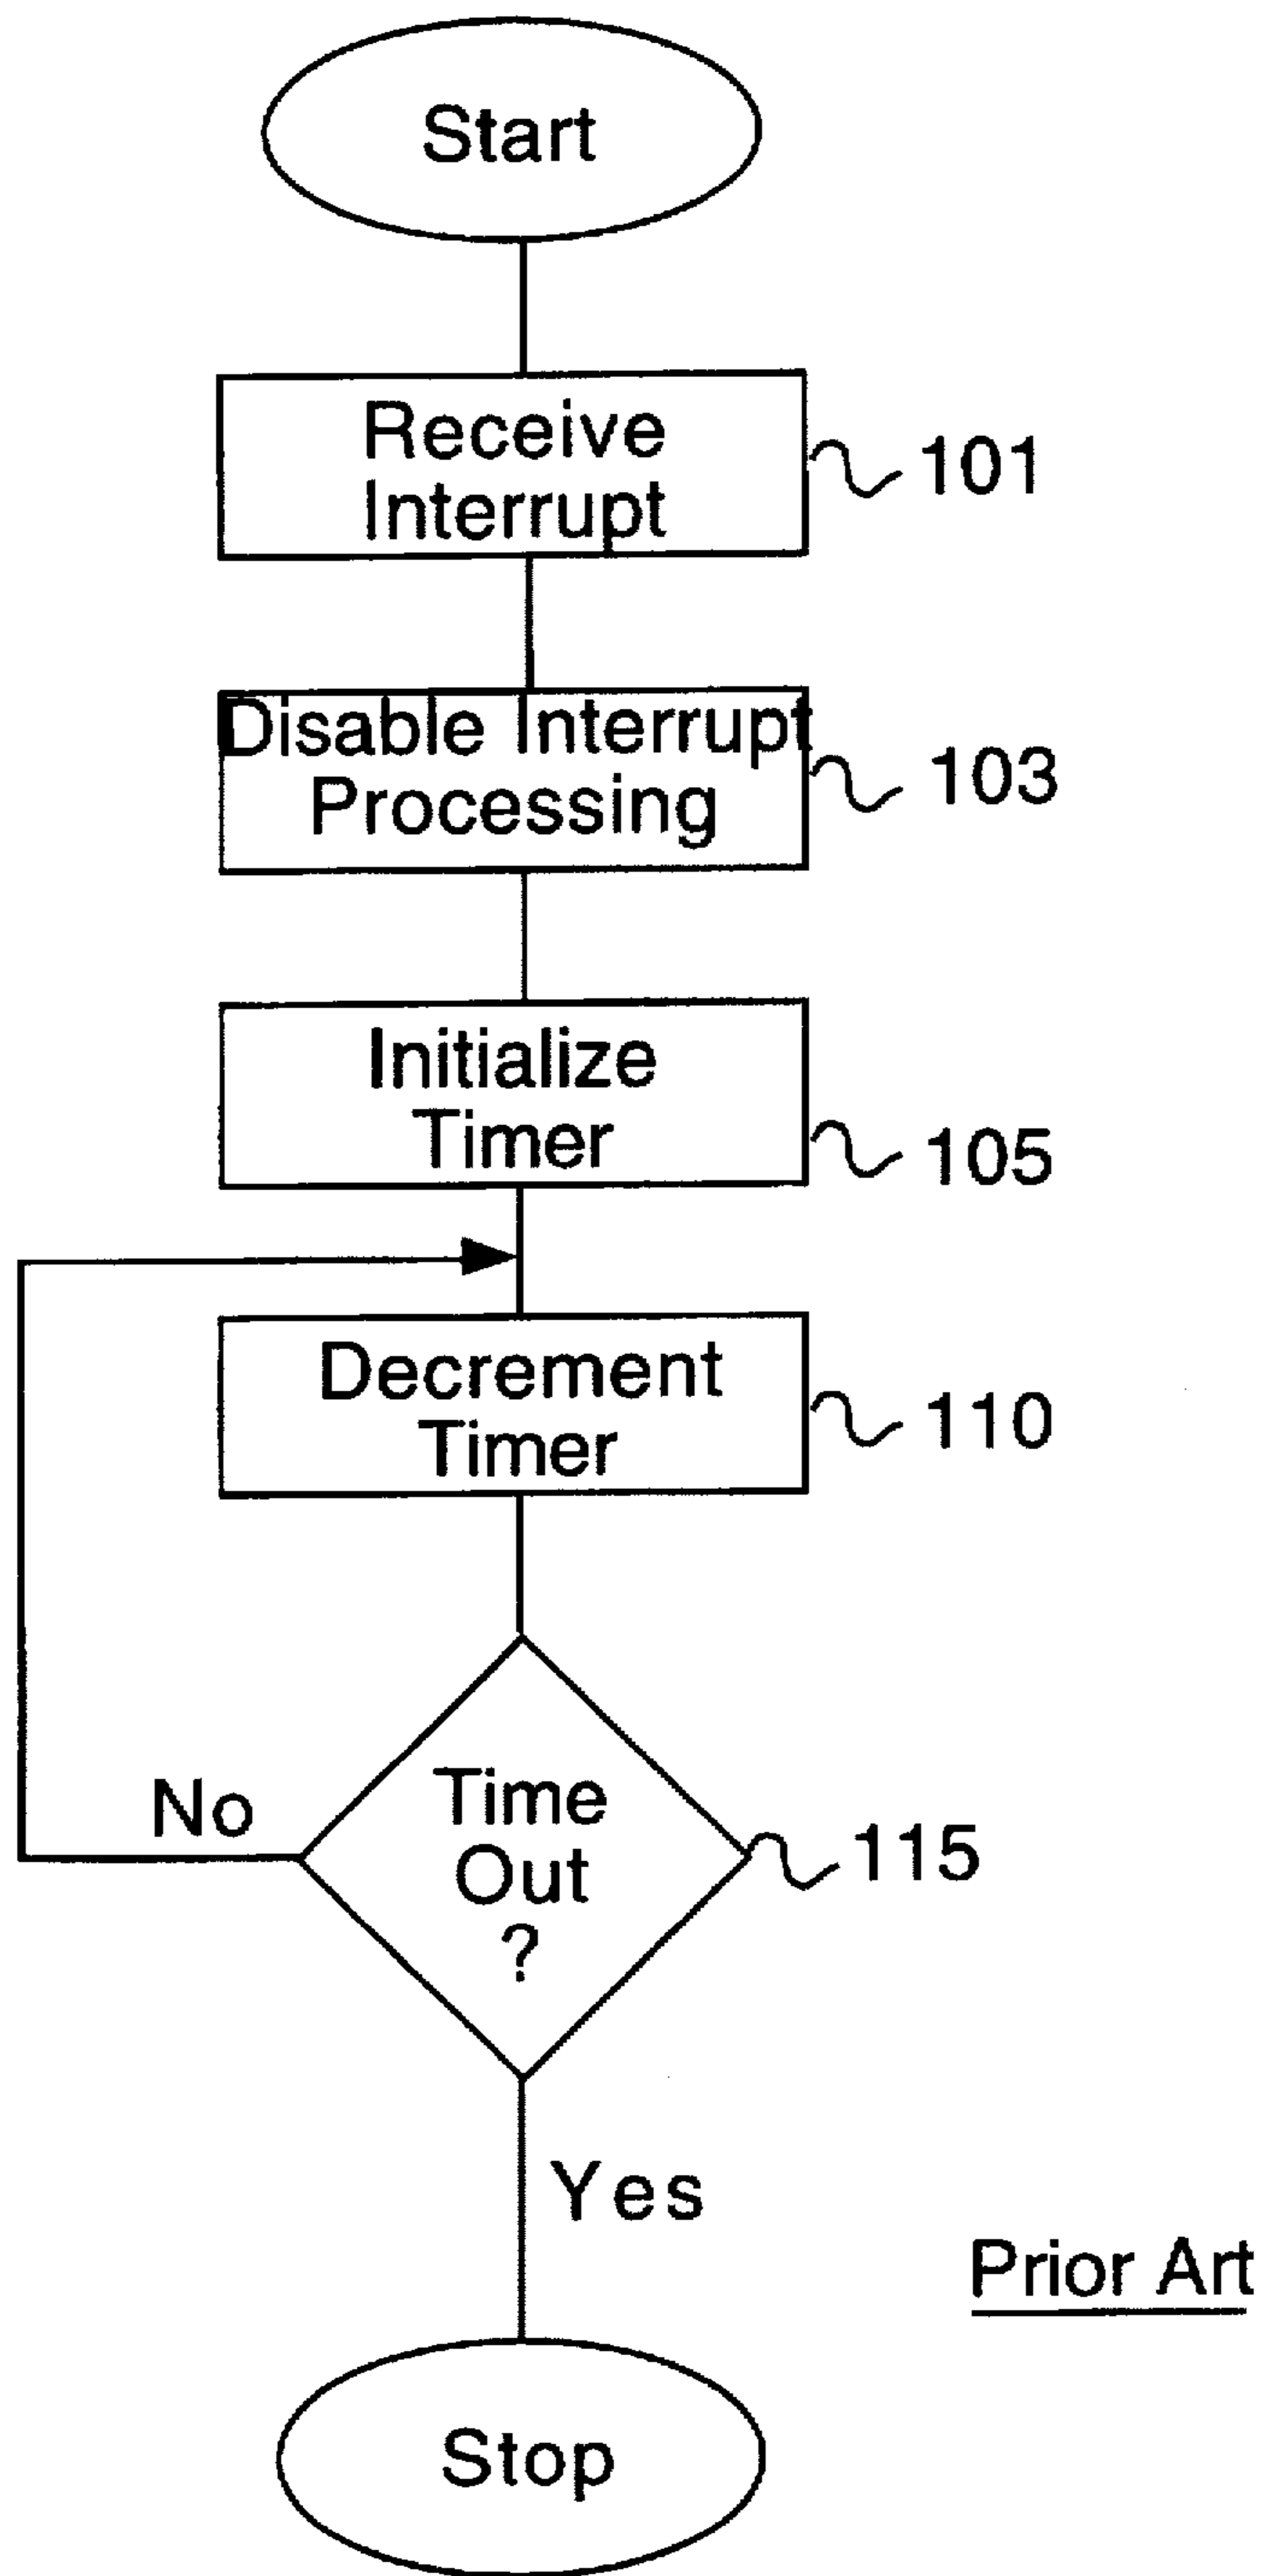 Start
Receive
Interrupt
101
Disable Interrupt
Processing
103
Initialize
Timer
105
Decrement
Timer
110
No
Time
Out
?
115
Yes
Prior Art
Stop